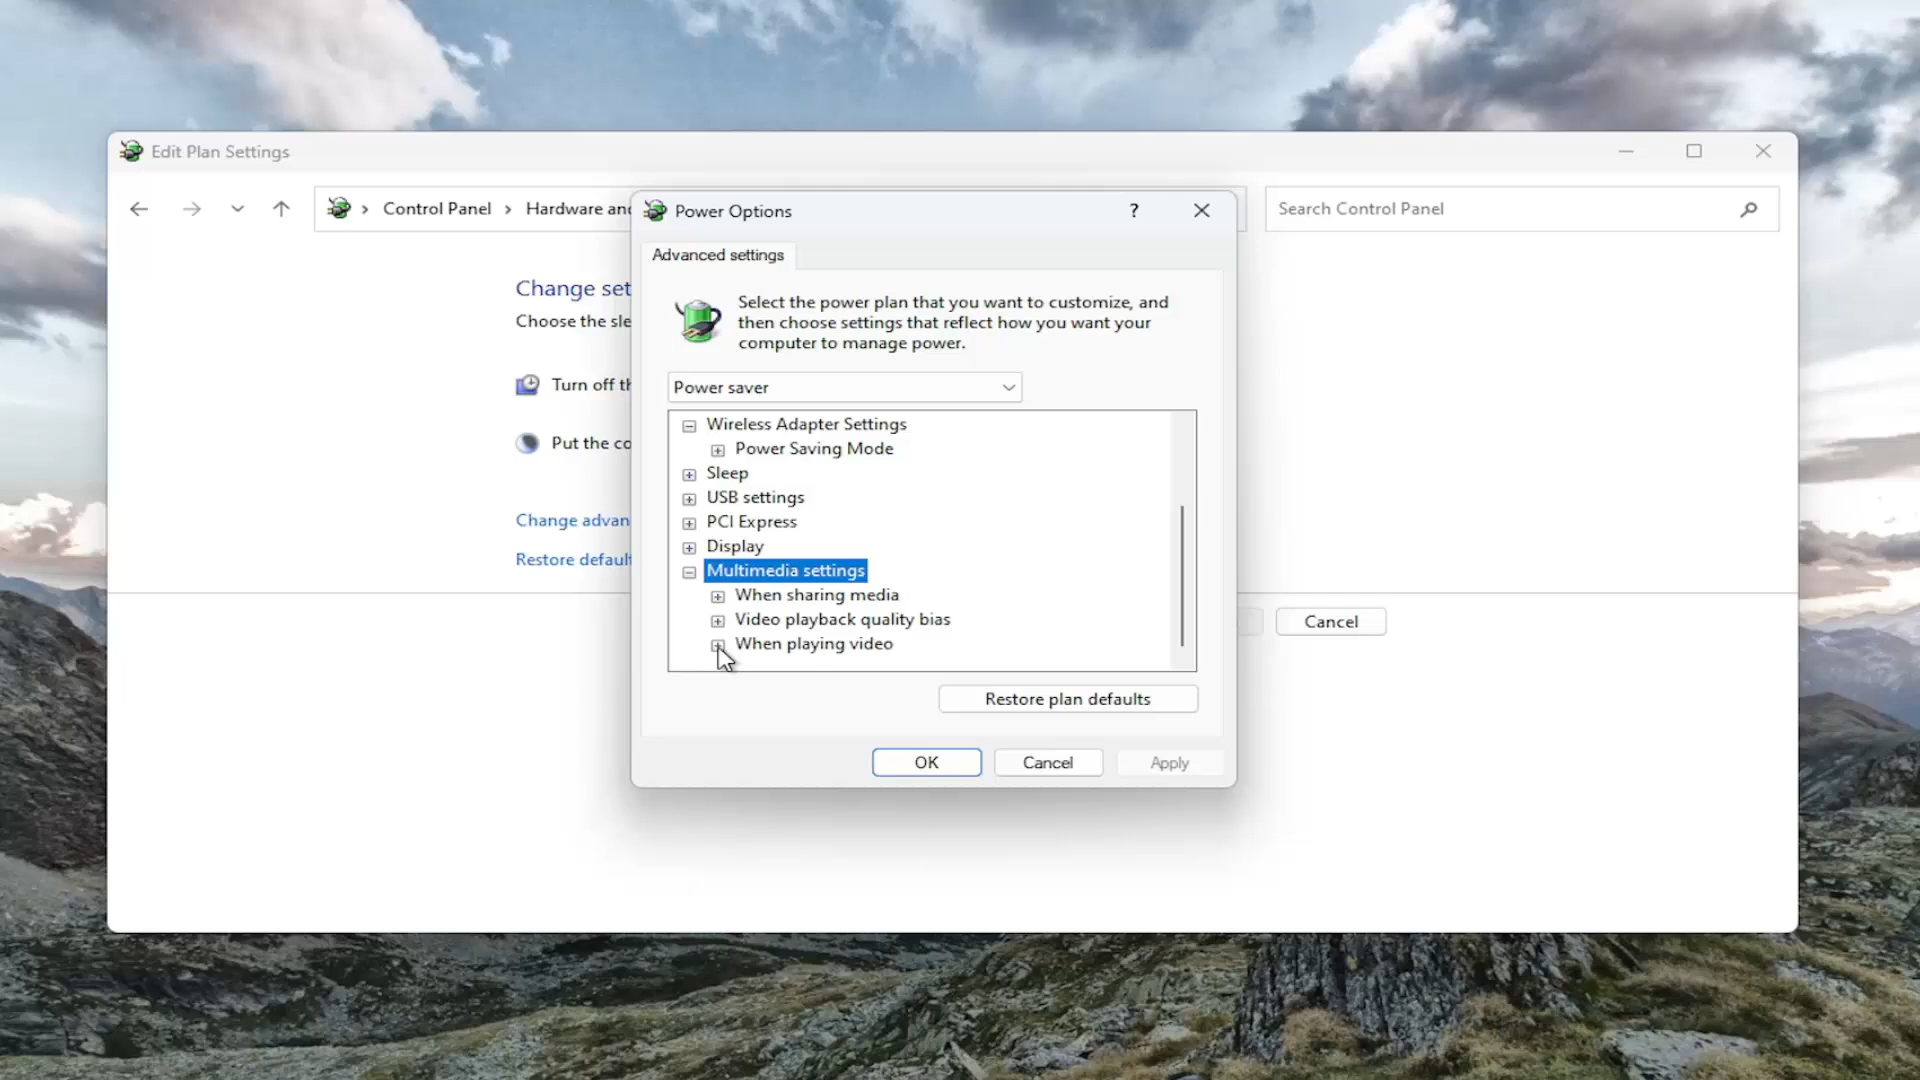 Edit Plan Settings
Control Panel Hardware and
Search Control Panel
Change set
Choose the sle
Turn off th
Put the co
Change advan
Restore default
Cancel
Power Options
?
Advanced settings
Select the power plan that you want to customize, and
then choose settings that reflect how you want your
computer to manage power.
Power saver
Wireless Adapter Settings
Power Saving Mode
Sleep
USB settings
PCI Express
Display
Multimedia settings
When sharing media
Video playback quality bias
When playing video
Restore plan defaults
OK
Cancel
Apply